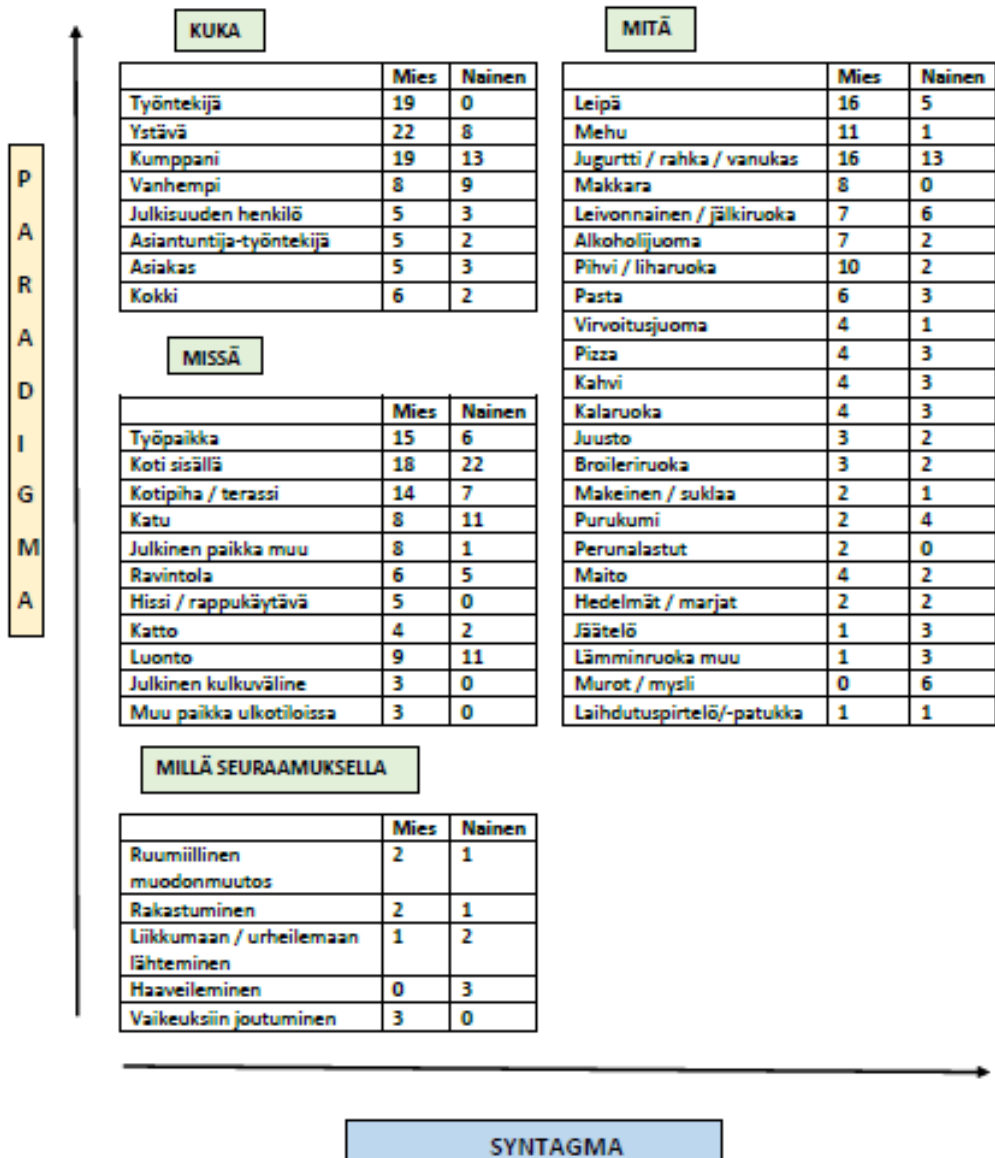 KUKA
Mies Nainen
Työntekijä 19 0
Ystävä 22 8
Kumppani 19 13
Vanhempi 8 9
Julkisuuden henkilö 5 3
Asiantuntija-työntekijä 5 2
Asiakas 5 3
Kokki 6 2
MISSÄ
Mies Nainen
Työpaikka 15 6
Koti sisällä 18 22
Kotipiha / terassi 14 7
Katu 8 11
Julkinen paikka muu 8 1
Ravintola 6 5
Hissi / rappukäytävä 5 0
Katto 4 2
Luonto 9 11
Julkinen kulkuväline 3 0
Muu paikka ulkotiloissa 3 0
MILLÄ SEURAAMUKSELLA
Mies Nainen
Ruumiillinen 2 1
muodonmuutos
Rakastuminen 2 1
Liikkumaan / urheilemaan 1 2
lähteminen
Haaveileminen 0 3
Vaikeuksiin joutuminen 3 0
MITÄ
Mies Nainen
Leipä 16 5
Mehu 11 1
Jugurtti / rahka / vanukas 16 13
Makkara 8 0
Leivonnainen / jälkiruoka 7 6
Alkoholijuoma 7 2
Pihvi / liharuoka 10 2
Pasta 6 3
Virvoitusjuoma 4 1
Pizza 4 3
Kahvi 4 3
Kalaruoka 4 3
Juusto 3 2
Broileriruoka 3 2
Makeinen / suklaa 2 1
Purukumi 2 4
Perunalastut 2 0
Maito 4 2
Hedelmät / marjat 2 2
Jäätelö 1 3
Lämminruoka muu 1 3
Murot / mysli 0 6
Laihdutuspirtelö/-patukka 1 1
P
A
R
A
D
I
G
M
A
SYNTAGMA